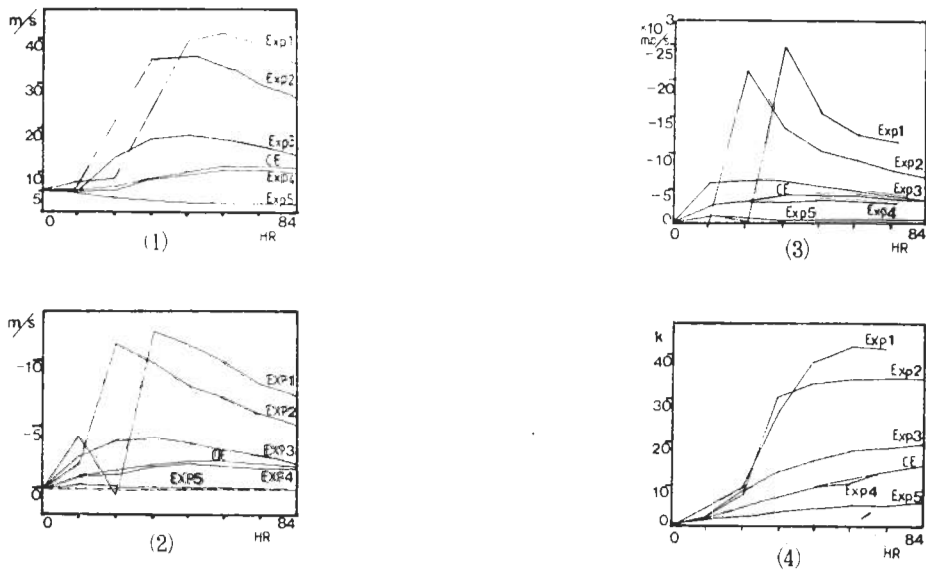 m/s
40
30
20
10
5
Exp1
Exp2
Exp3
CE
Exp4
Exp5
0
84
HR
(1)
×10 3
mb/s
-25
-20
-15
-10
-5
0
Exp1
Exp2
Exp3
CE
Exp5
Exp4
0
84
HR
(3)
m/s
-10
-5
0
EXP1
EXP2
EXP3
CE
EXP4
EXP5
0
84
HR
(2)
k
40
30
20
10
0
Exp1
Exp2
Exp3
CE
Exp4
Exp5
0
84
HR
(4)